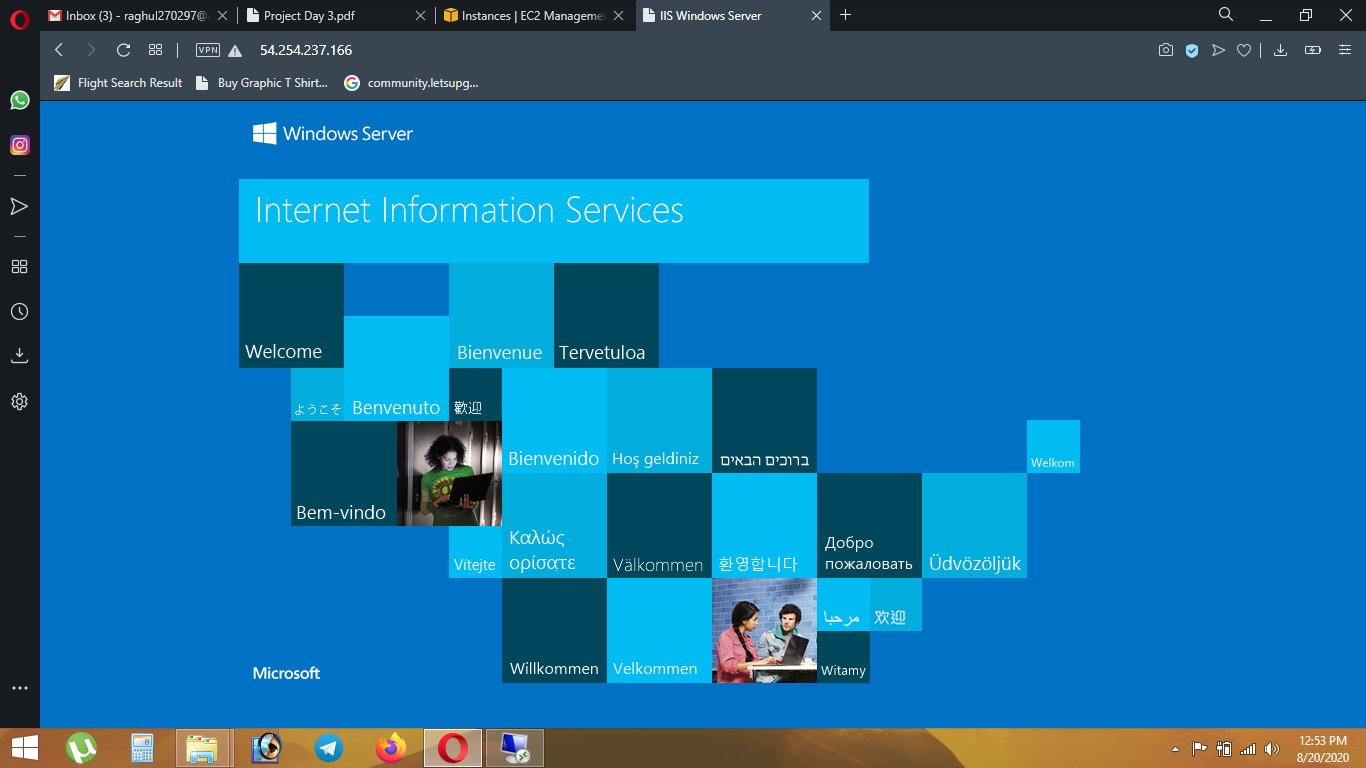 Inbox (3) - raghul270297@
Project Day 3.pdf
Instances | EC2 Manageme
IIS Windows Server
VPN
54.254.237.166
Flight Search Result
Buy Graphic T Shirt...
community.letsupg...
Windows Server
Internet Information Services
Welcome
Bienvenue
Tervetuloa
ようこそ
Benvenuto
歡迎
Bienvenido
Hoş geldiniz
ברוכים הבאים
Welkom
Bem-vindo
Vítejte
Καλώς
ορίσατε
Välkommen
환영합니다
Добро
пожаловать
Üdvözöljük
Willkommen
Velkommen
مرحبا
欢迎
Witamy
Microsoft
12:53 PM
8/20/2020